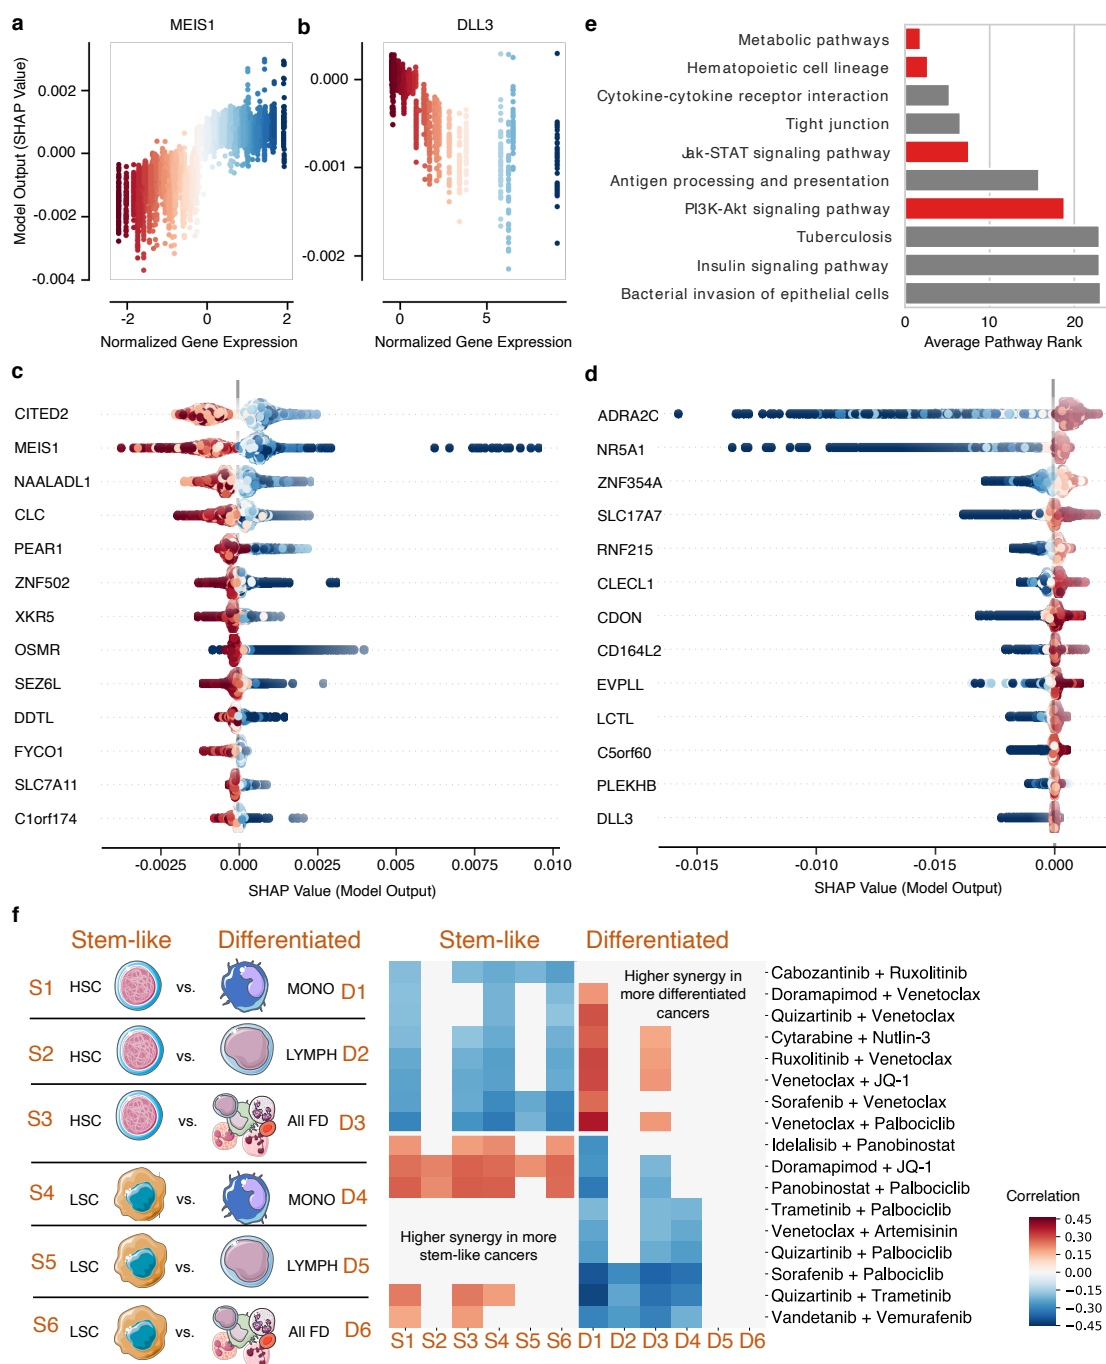 a
MEIS1
b
DLL3
e
Model Output (SHAP Value)
0.002
0.000
-0.002
-0.004
-2
0
2
Normalized Gene Expression
0.000
-0.001
-0.002
0
5
Normalized Gene Expression
Metabolic pathways
Hematopoietic cell lineage
Cytokine-cytokine receptor interaction
Tight junction
Jak-STAT signaling pathway
Antigen processing and presentation
PI3K-Akt signaling pathway
Tuberculosis
Insulin signaling pathway
Bacterial invasion of epithelial cells
0
10
20
Average Pathway Rank
c
CITED2
MEIS1
NAALADL1
CLC
PEAR1
ZNF502
XKR5
OSMR
SEZ6L
DDTL
FYCO1
SLC7A11
C1orf174
-0.0025
0.000
0.0025
0.005
0.0075
0.010
SHAP Value (Model Output)
d
ADRA2C
NR5A1
ZNF354A
SLC17A7
RNF215
CLECL1
CDON
CD164L2
EVPLL
LCTL
C5orf60
PLEKHB
DLL3
-0.015
-0.010
-0.015
0.000
SHAP Value (Model Output)
f
Stem-like
Differentiated
S1 HSC vs. MONO D1
S2 HSC vs. LYMPH D2
S3 HSC vs. All FD D3
S4 LSC vs. MONO D4
S5 LSC vs. LYMPH D5
S6 LSC vs. All FD D6
Stem-like
Differentiated
Higher synergy in
more differentiated
cancers
Higher synergy in more
stem-like cancers
Cabozantinib + Ruxolitinib
Doramapimod + Venetoclax
Quizartinib + Venetoclax
Cytarabine + Nutlin-3
Ruxolitinib + Venetoclax
Venetoclax + JQ-1
Sorafenib + Venetoclax
Venetoclax + Palbociclib
Idelalisib + Panobinostat
Doramapimod + JQ-1
Panobinostat + Palbociclib
Trametinib + Palbociclib
Venetoclax + Artemisinin
Quizartinib + Palbociclib
Sorafenib + Palbociclib
Quizartinib + Trametinib
Vandetanib + Vemurafenib
S1 S2 S3 S4 S5 S6 D1 D2 D3 D4 D5 D6
Correlation
0.45
0.30
0.15
0.00
-0.15
-0.30
-0.45